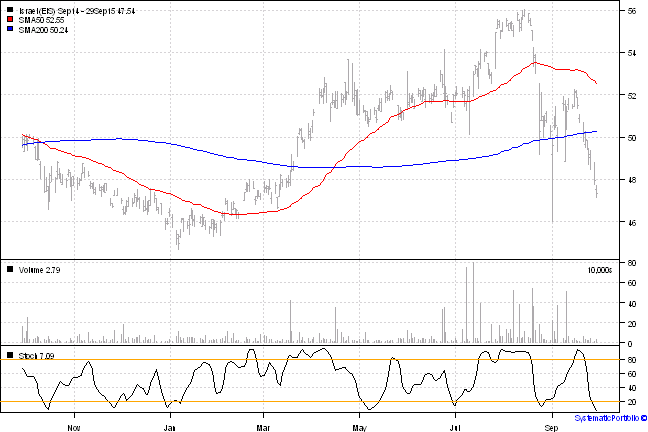 Israel (EIS) Sep14 - 29Sep15 47.54
SMA50 52.55
SMA200 50.24
56
54
52
50
48
46
Volume 2.79
10,000s
80
60
40
20
0
Stoch 7.09
80
60
40
20
Nov Jan Mar May Jul Sep
SystematicPortfolio ©